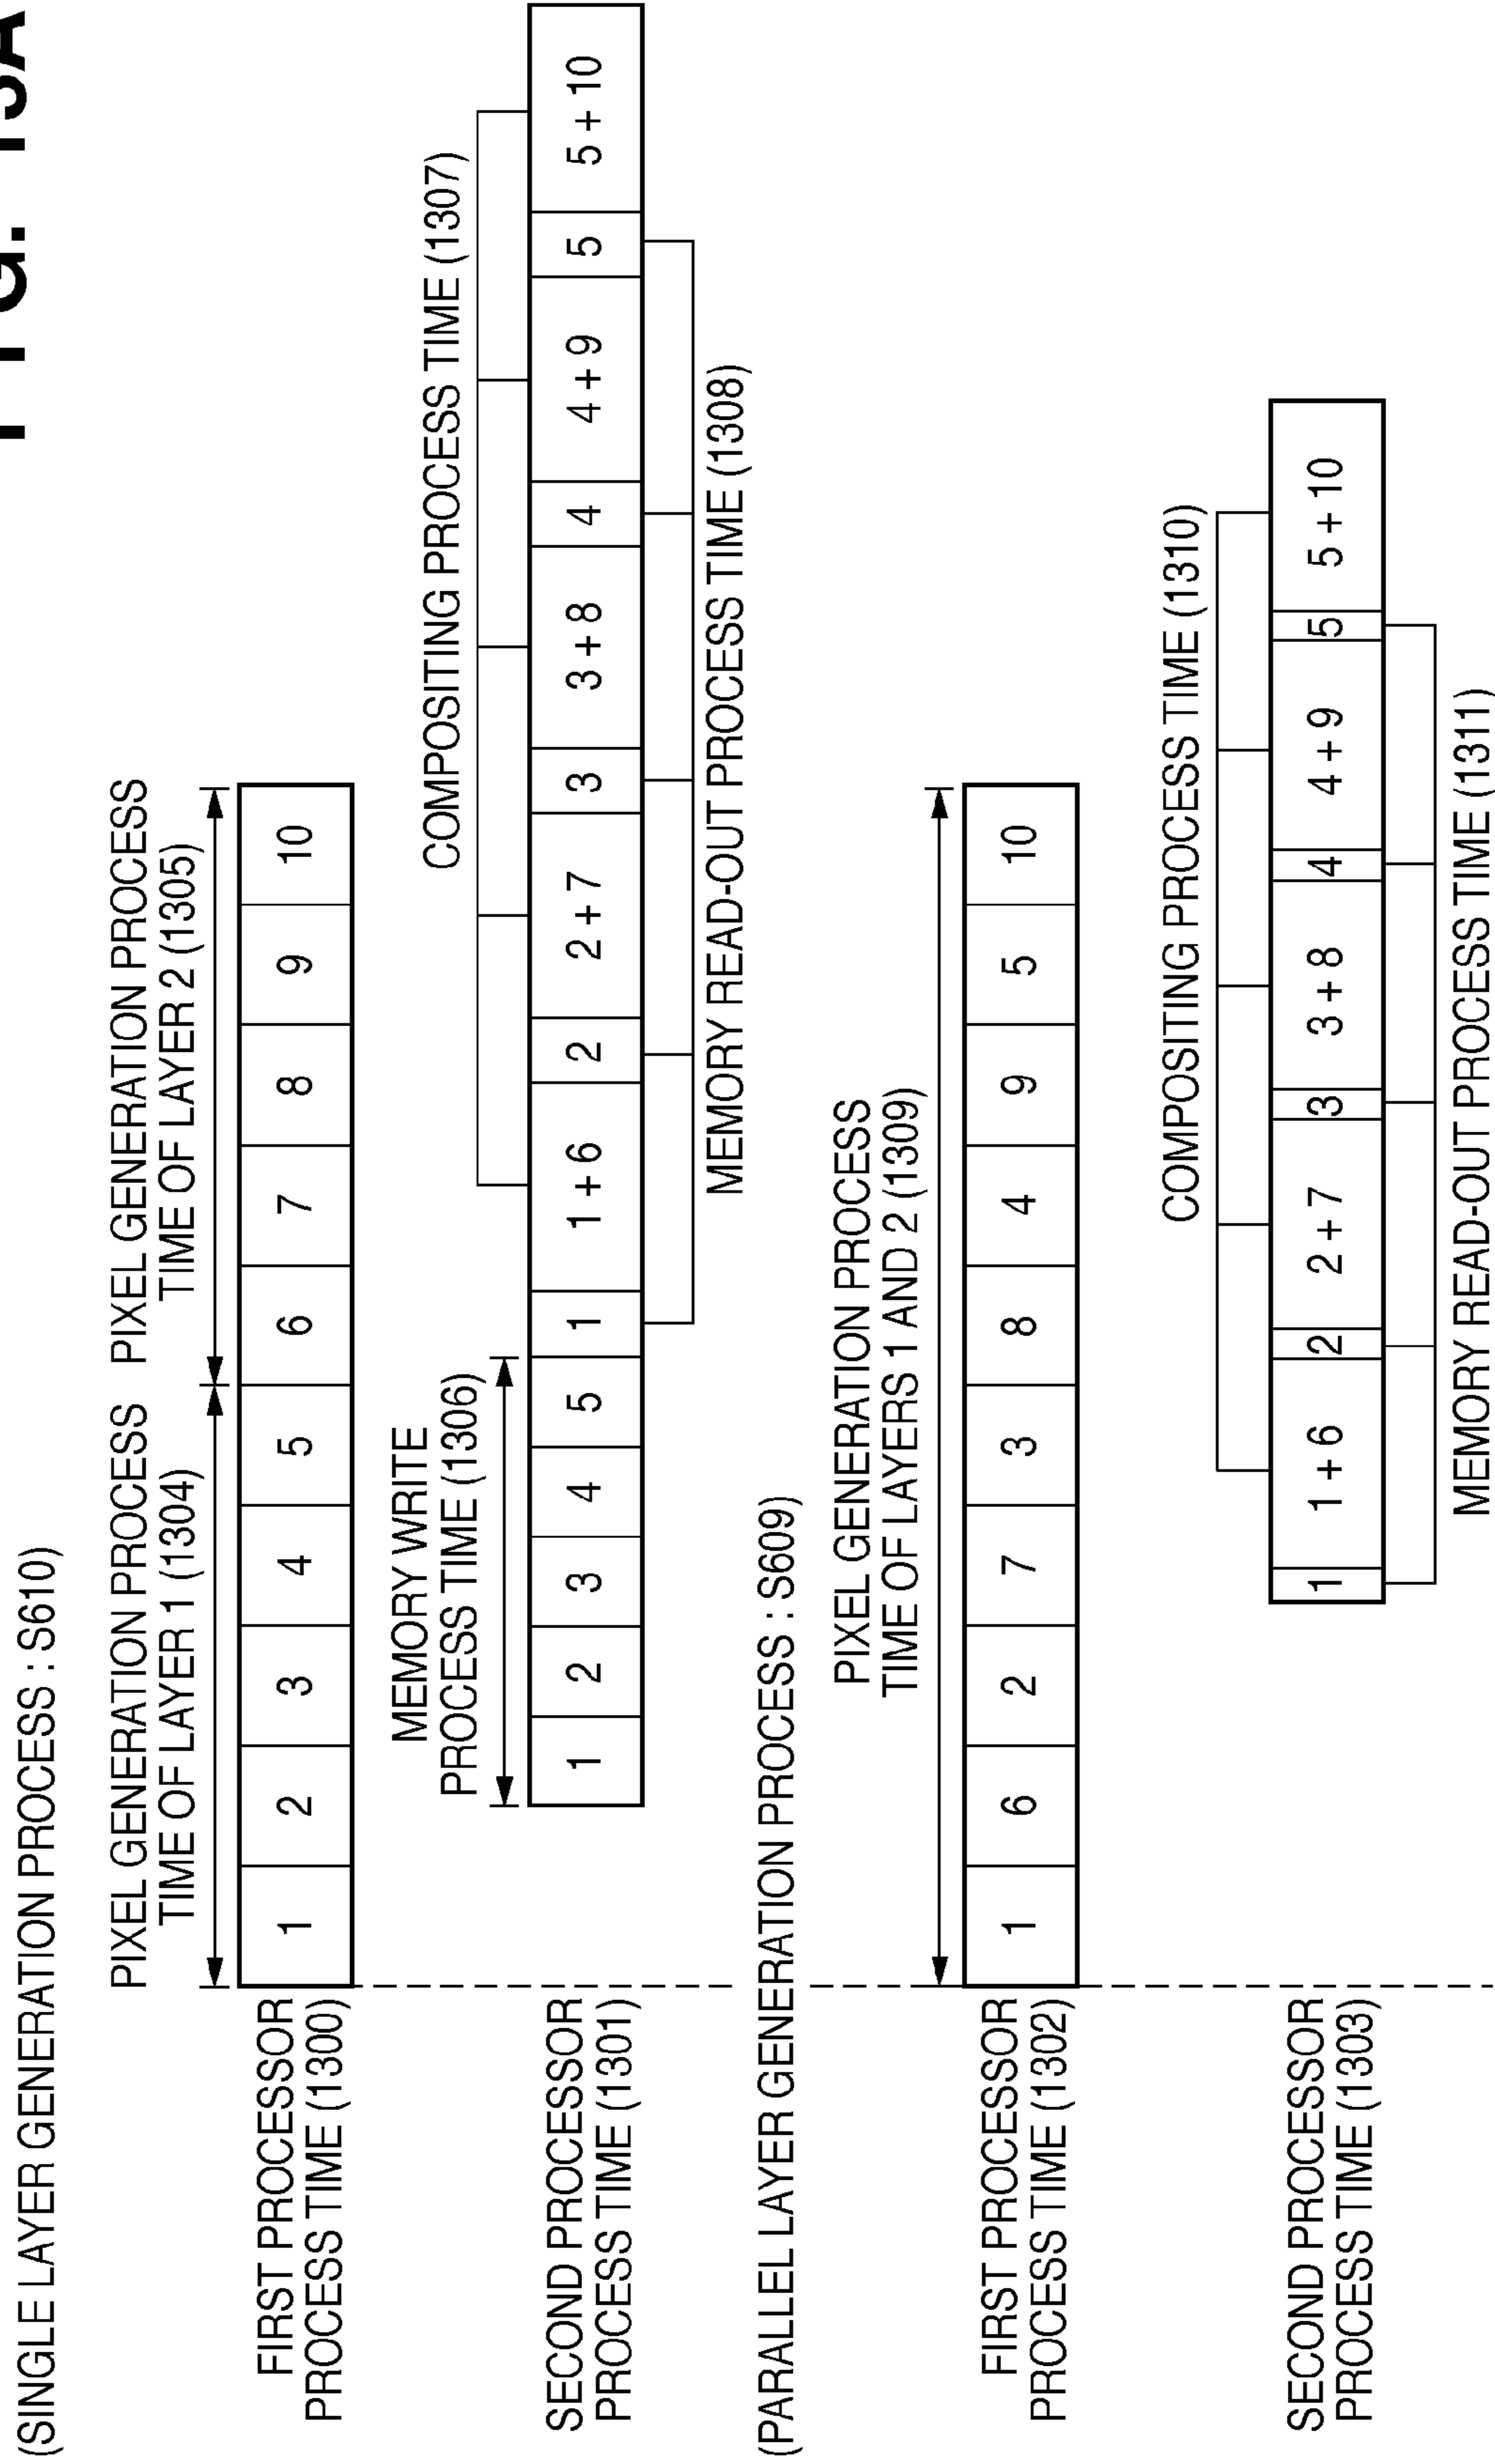 FIG. 13A
(SINGLE LAYER GENERATION PROCESS : S610)
PIXEL GENERATION PROCESS
TIME OF LAYER 1 (1304)
PIXEL GENERATION PROCESS
TIME OF LAYER 2 (1305)
FIRST PROCESSOR
PROCESS TIME (1300)
1 2 3 4 5 6 7 8 9 10
MEMORY WRITE
PROCESS TIME (1306)
COMPOSITING PROCESS TIME (1307)
SECOND PROCESSOR
PROCESS TIME (1301)
1 2 3 4 5 1 1 + 6 2 2 + 7 3 3 + 8 4 4 + 9 5 5 + 10
MEMORY READ-OUT PROCESS TIME (1308)
(PARALLEL LAYER GENERATION PROCESS : S609)
PIXEL GENERATION PROCESS
TIME OF LAYERS 1 AND 2 (1309)
FIRST PROCESSOR
PROCESS TIME (1302)
1 6 2 7 3 8 4 9 5 10
COMPOSITING PROCESS TIME (1310)
SECOND PROCESSOR
PROCESS TIME (1303)
1 1 + 6 2 2 + 7 3 3 + 8 4 4 + 9 5 5 + 10
MEMORY READ-OUT PROCESS TIME (1311)